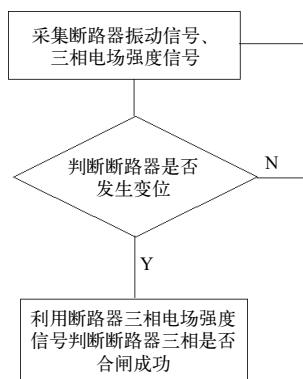 采集断路器振动信号、
三相电场强度信号
判断断路器是否
发生变位
N
Y
利用断路器三相电场强度
信号判断断路器三相是否
合闸成功